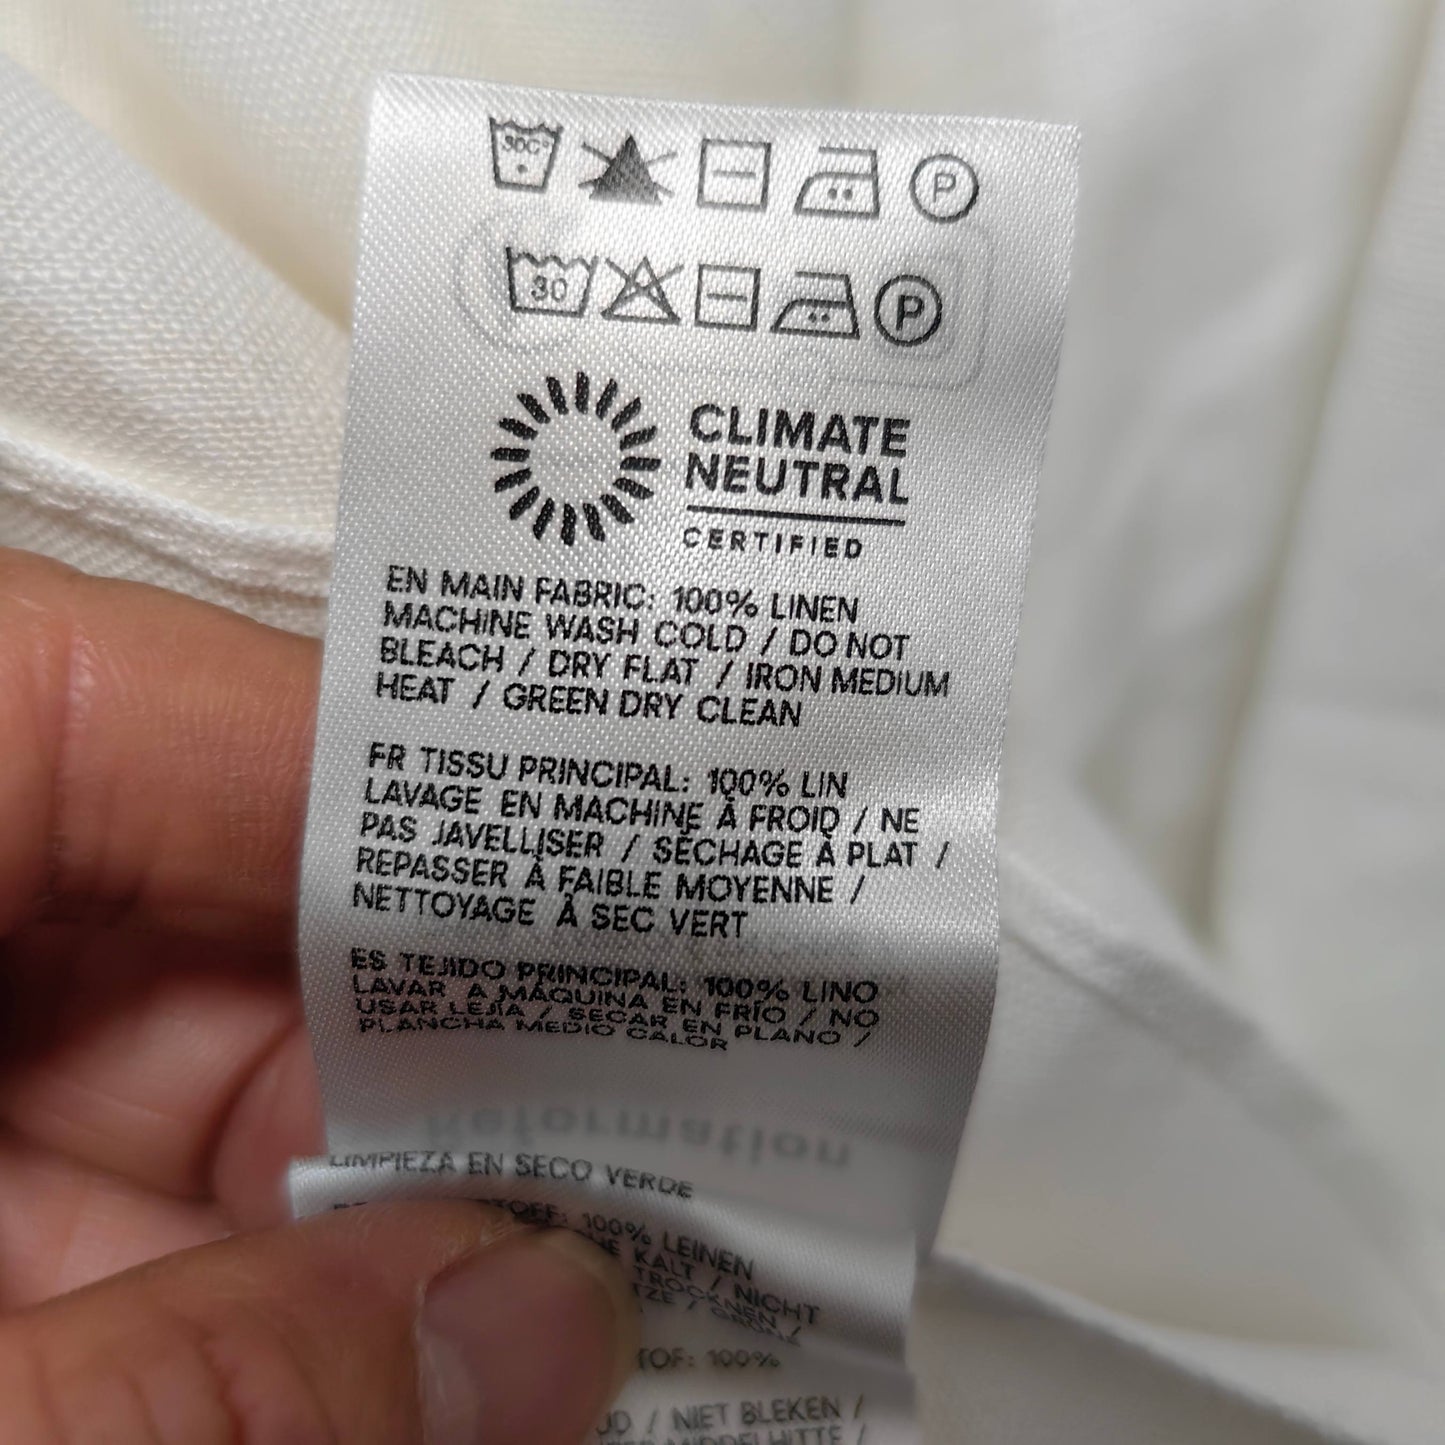 30C°
P
30
P
CLIMATE
NEUTRAL
CERTIFIED
EN MAIN FABRIC: 100% LINEN
MACHINE WASH COLD / DO NOT
BLEACH / DRY FLAT / IRON MEDIUM
HEAT / GREEN DRY CLEAN
FR TISSU PRINCIPAL: 100% LIN
LAVAGE EN MACHINE À FROID / NE
PAS JAVELLISER / SÉCHAGE À PLAT /
REPASSER À FAIBLE MOYENNE /
NETTOYAGE À SEC VERT
ES TEJIDO PRINCIPAL: 100% LINO
LAVAR A MÁQUINA EN FRÍO / NO
USAR LEJÍA / SECAR EN PLANO /
PLANCHA MEDIO CALOR
Reformation
LIMPIEZA EN SECO VERDE
100% LEINEN
KALT / NICHT
TROCKNEN /
100%
/ NIET BLEKEN /